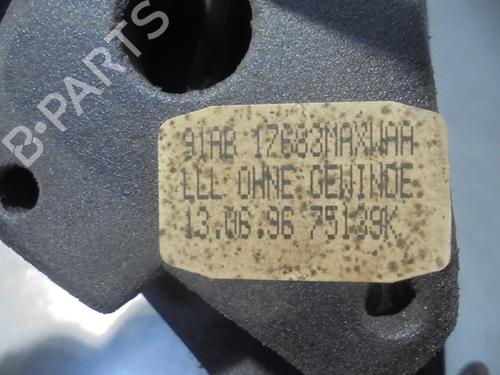 B-PARTS
91AB 17683MAXWAA
LLL OHNE GEWINDE
13.06.96 75139K